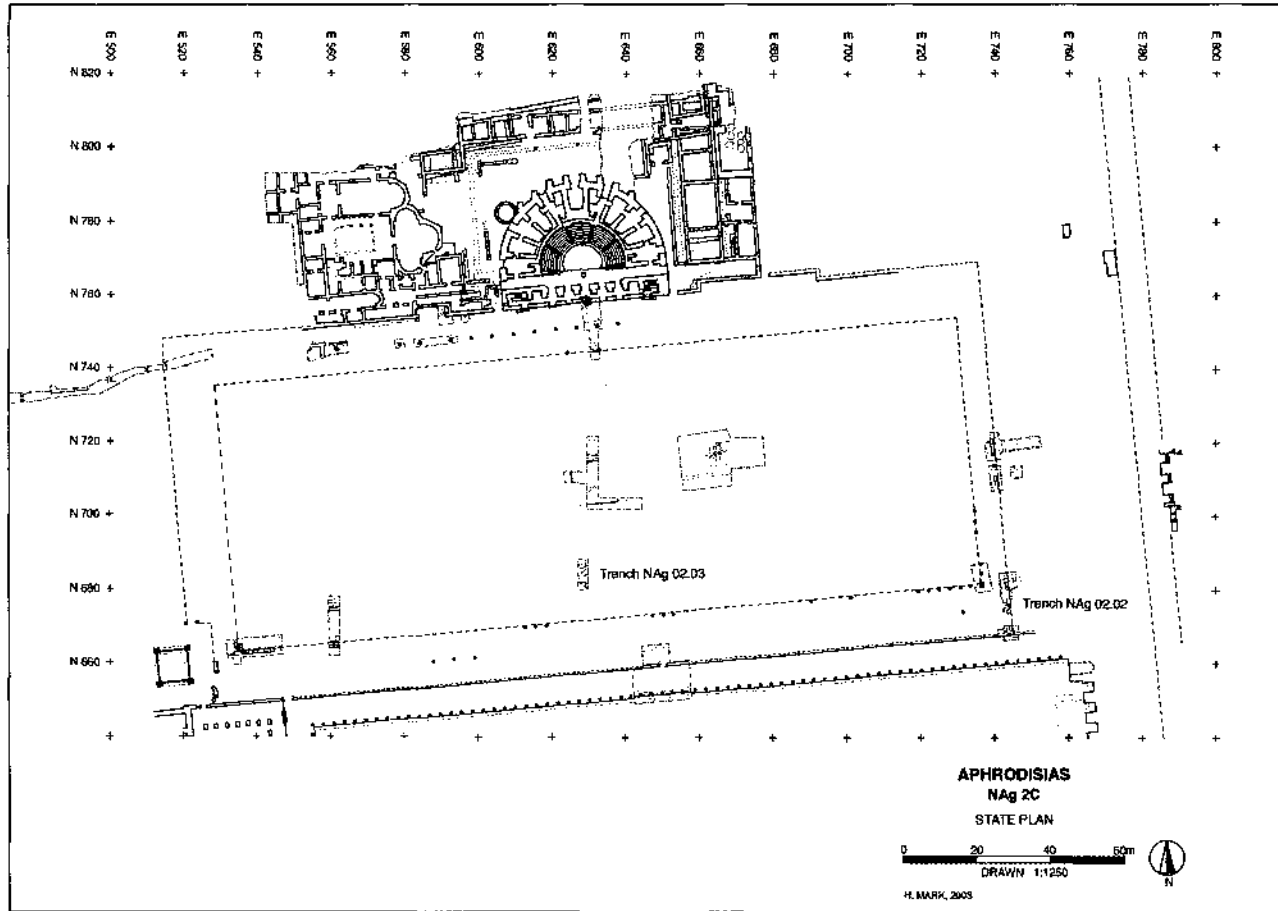 E 500
E 520
E 540
E 560
E 580
E 600
E 620
E 640
E 660
E 680
E 700
E 720
E 740
E 760
E 780
E 800
N 820
N 800
N 780
N 760
N 740
N 720
N 700
N 680
N 660
Trench NAg 02.03
Trench NAg 02.02
APHRODISIAS
NAg 2C
STATE PLAN
0 20 40 60m
DRAWN 1:1250
N
H. MARK, 2003